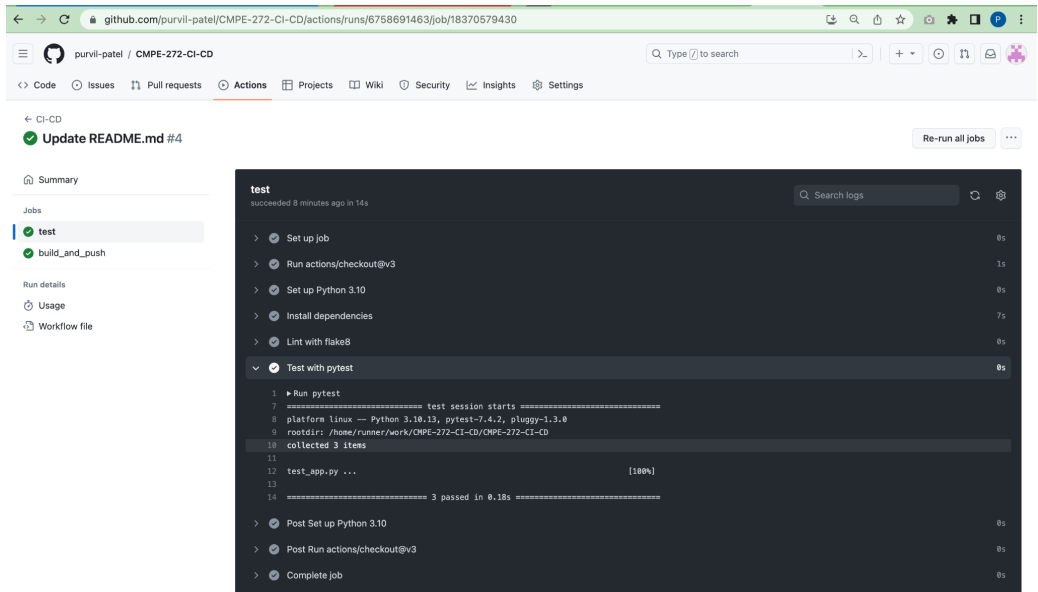 github.com/purvil-patel/CMPE-272-CI-CD/actions/runs/6758691463/job/18370579430
P
purvil-patel / CMPE-272-CI-CD
Type / to search
Code Issues Pull requests Actions Projects Wiki Security Insights Settings
← CI-CD
Update README.md #4
Re-run all jobs
Summary
Jobs
test
build_and_push
Run details
Usage
Workflow file
test
succeeded 8 minutes ago in 14s
Search logs
Set up job 0s
Run actions/checkout@v3 1s
Set up Python 3.10 0s
Install dependencies 7s
Lint with flake8 0s
Test with pytest 0s
1 ▶ Run pytest
7 ============================= test session starts ==============================
8 platform linux -- Python 3.10.13, pytest-7.4.2, pluggy-1.3.0
9 rootdir: /home/runner/work/CMPE-272-CI-CD/CMPE-272-CI-CD
10 collected 3 items
11
12 test_app.py ... [100%]
13
14 ============================== 3 passed in 0.18s ===============================
Post Set up Python 3.10 0s
Post Run actions/checkout@v3 0s
Complete job 0s